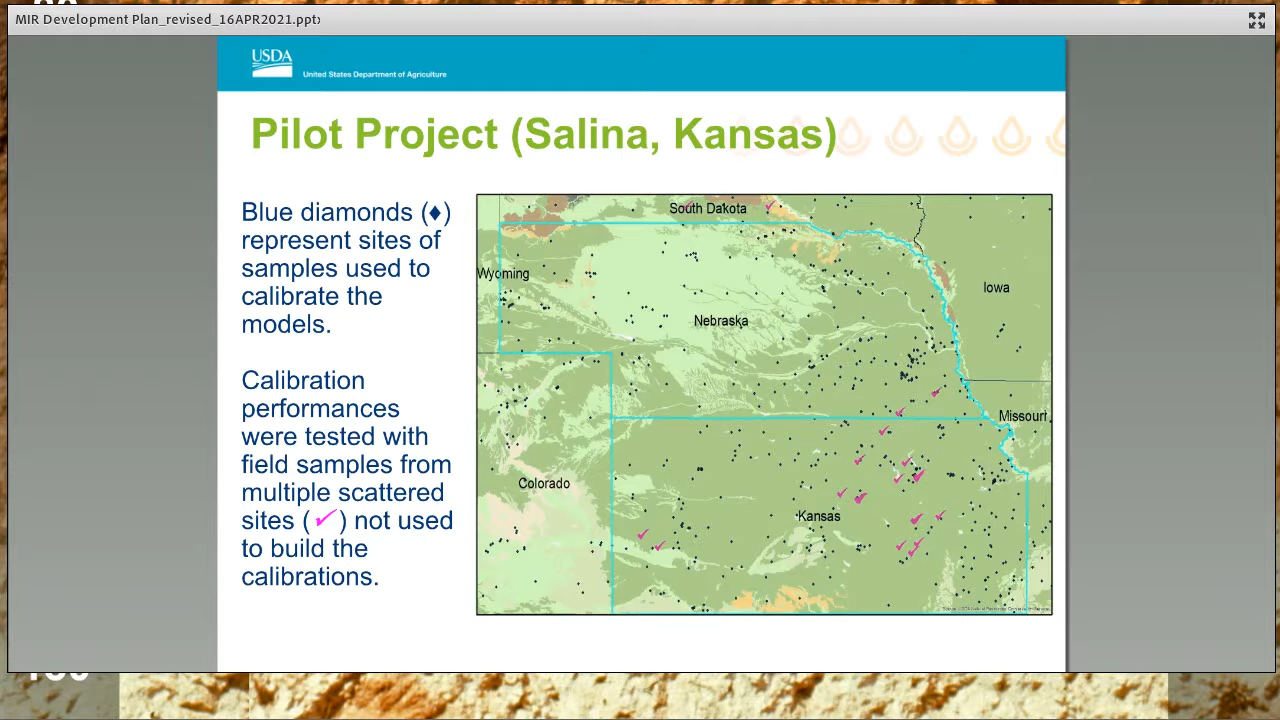 MIR Development Plan_revised_16APR2021.ppt
USDA
United States Department of Agriculture
Pilot Project (Salina, Kansas)
Blue diamonds (♦)
represent sites of
samples used to
calibrate the
models.
Calibration
performances
were tested with
field samples from
multiple scattered
sites (✓) not used
to build the
calibrations.
South Dakota
Wyoming
Iowa
Nebraska
Missouri
Colorado
Kansas